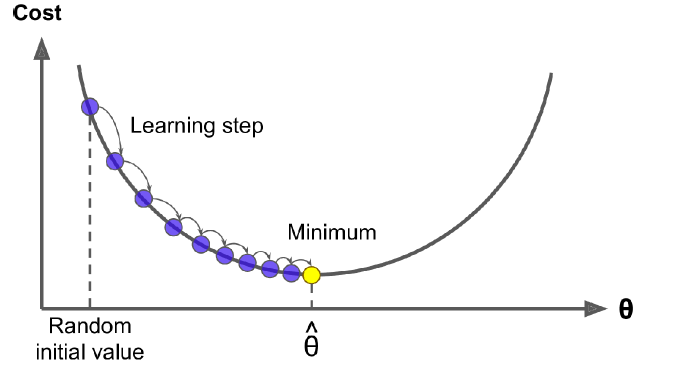 Cost
Learning step
Minimum
θ
Random
initial value
θ̂